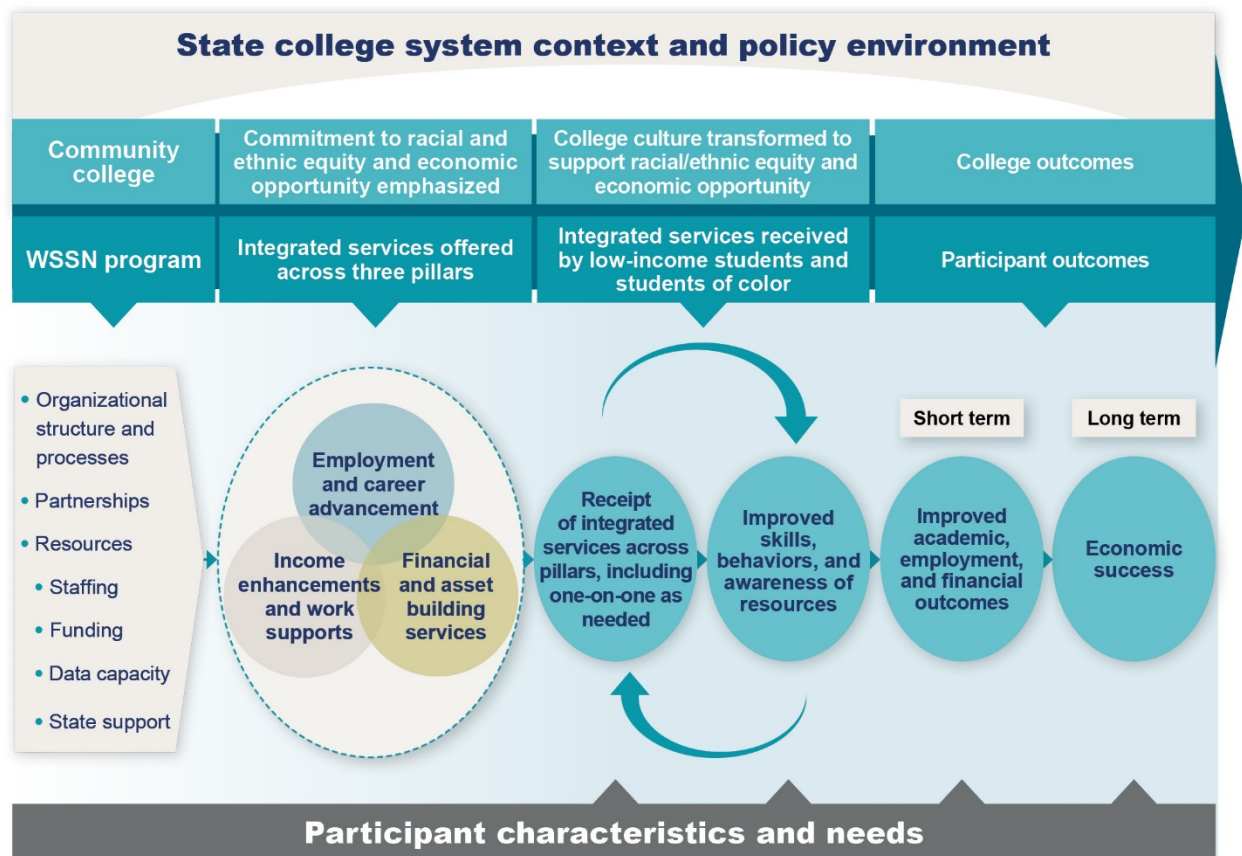 State college system context and policy environment
Community
college
Commitment to racial and
ethnic equity and economic
opportunity emphasized
College culture transformed to
support racial/ethnic equity and
economic opportunity
College outcomes
WSSN program
Integrated services offered
across three pillars
Integrated services received
by low-income students and
students of color
Participant outcomes
• Organizational
structure and
processes
• Partnerships
• Resources
• Staffing
• Funding
• Data capacity
• State support
Employment
and career
advancement
Income
enhancements
and work
supports
Financial
and asset
building
services
Receipt
of integrated
services across
pillars, including
one-on-one as
needed
Improved
skills,
behaviors, and
awareness of
resources
Short term
Improved
academic,
employment,
and financial
outcomes
Long term
Economic
success
Participant characteristics and needs